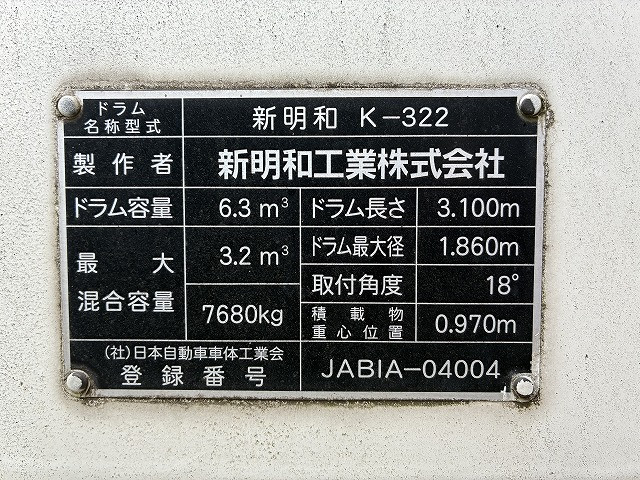 ドラム
名称型式
新明和 K-322
製作者
新明和工業株式会社
ドラム容量
6.3 m³
ドラム長さ
3.100m
最大
混合容量
3.2 m³
7680kg
ドラム最大径
1.860m
取付角度
18°
積載物
重心位置
0.970m
(社)日本自動車車体工業会
登録番号
JABIA-04004